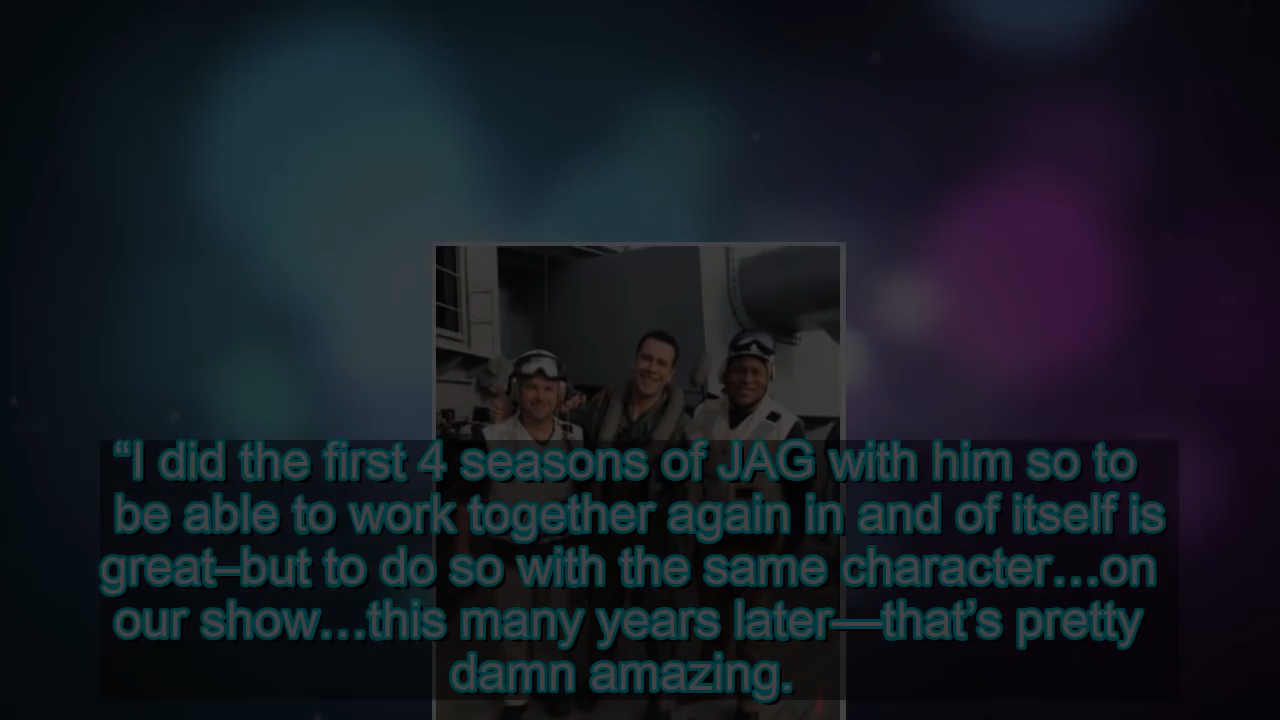 “I did the first 4 seasons of JAG with him so to
be able to work together again in and of itself is
great–but to do so with the same character…on
our show…this many years later—that’s pretty
damn amazing.